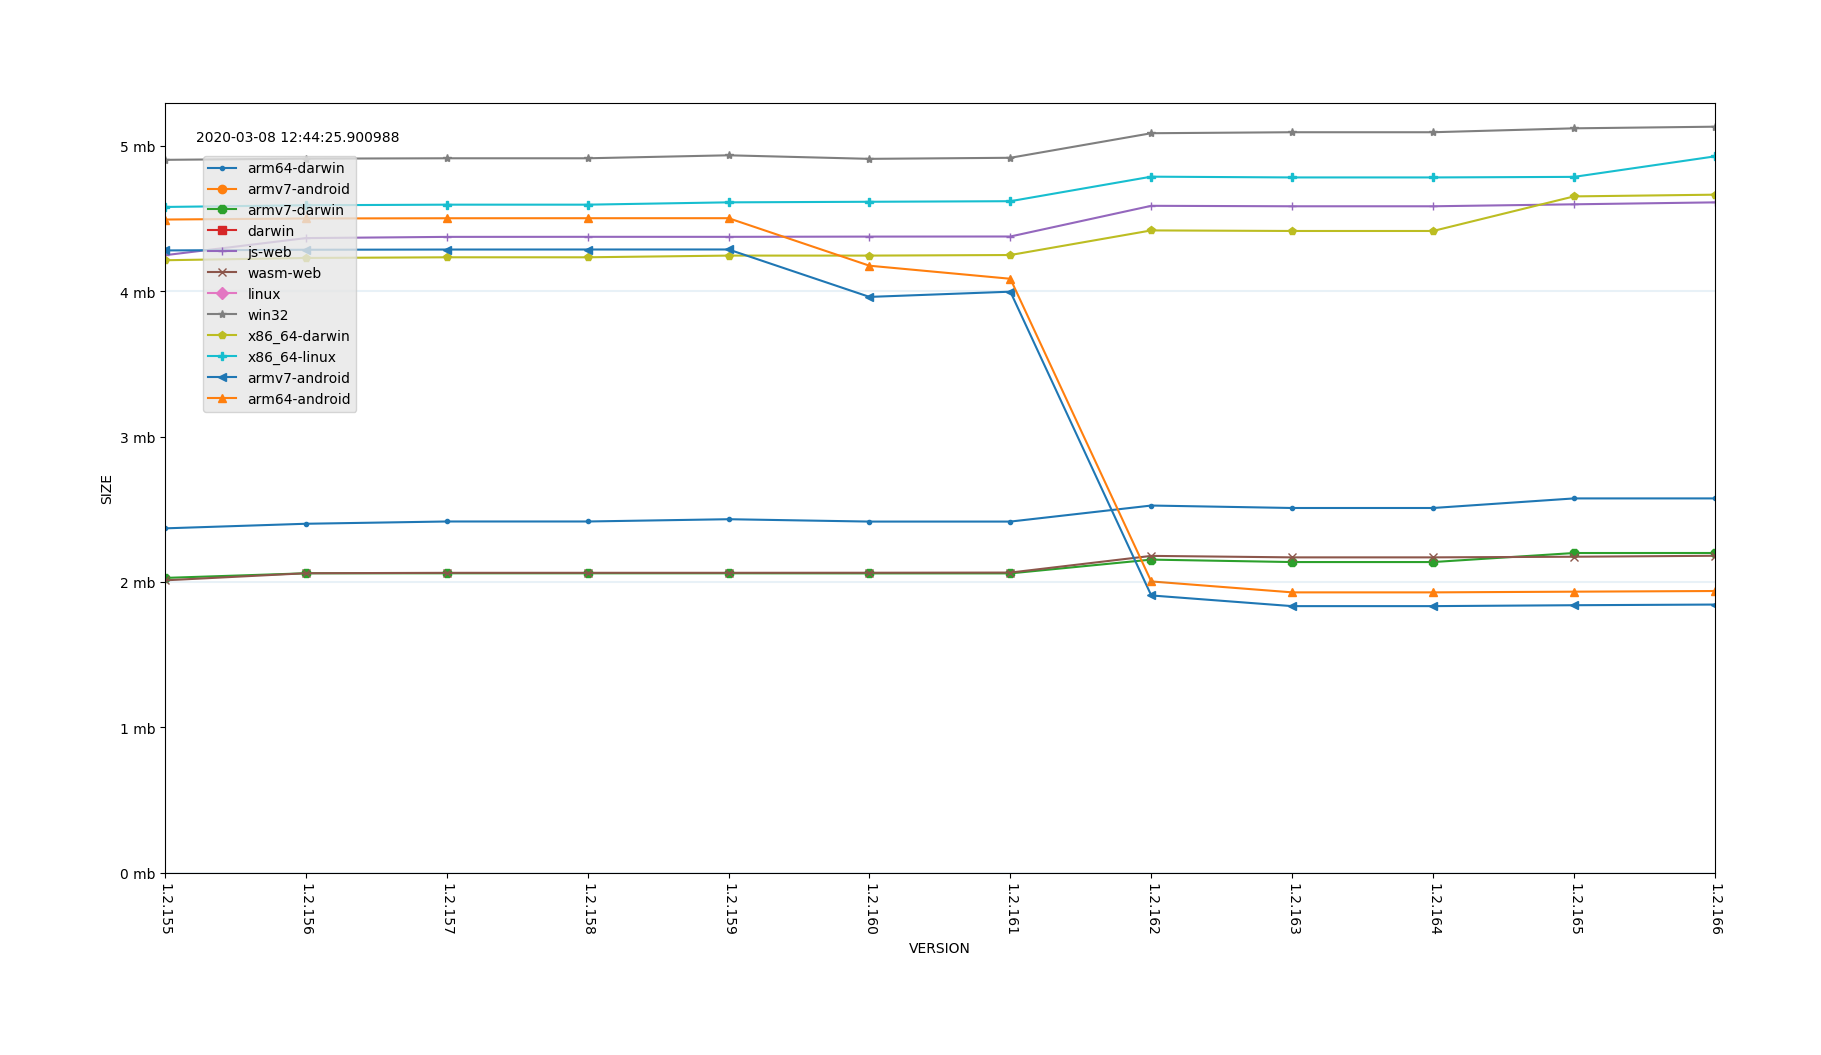 2020-03-08 12:44:25.900988
arm64-darwin
armv7-android
armv7-darwin
darwin
js-web
wasm-web
linux
win32
x86_64-darwin
x86_64-linux
armv7-android
arm64-android
5 mb
4 mb
3 mb
2 mb
1 mb
0 mb
SIZE
1.2.155
1.2.156
1.2.157
1.2.158
1.2.159
1.2.160
1.2.161
1.2.162
1.2.163
1.2.164
1.2.165
1.2.166
VERSION